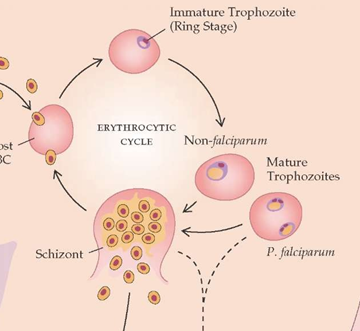 Immature Trophozoite
(Ring Stage)
ERYTHROCYTIC
CYCLE
Non-falciparum
Mature
Trophozoites
Schizont
P. falciparum